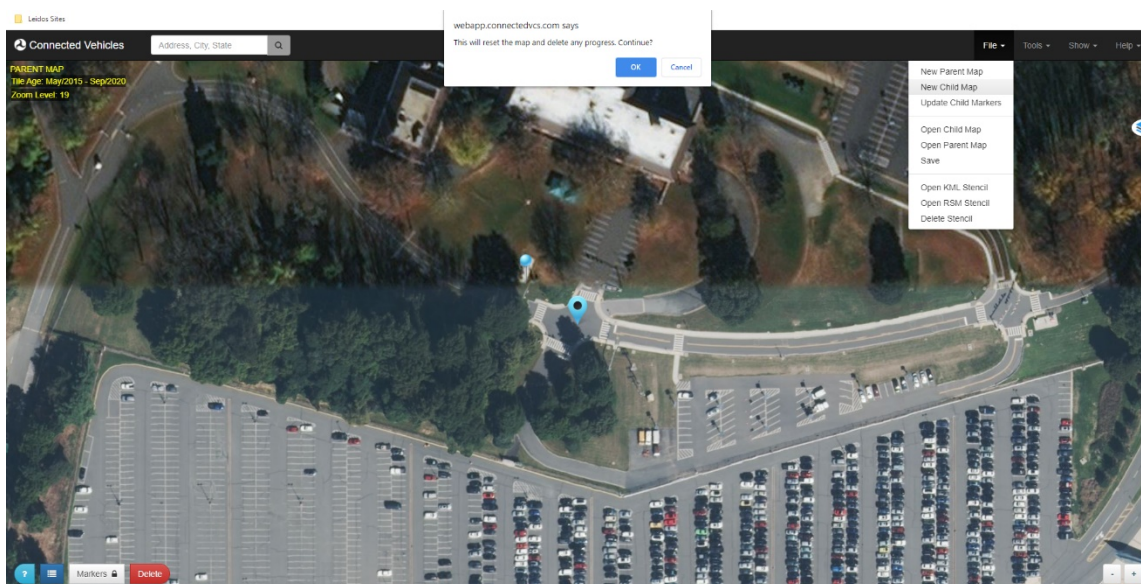 Leidos Sites
webapp.connectedvcs.com says
This will reset the map and delete any progress. Continue?
OK Cancel
Connected Vehicles
Address, City, State
File
Tools
Show
Help
PARENT MAP
Tile Age: May/2015 - Sep/2020
Zoom Level: 19
New Parent Map
New Child Map
Update Child Markers
Open Child Map
Open Parent Map
Save
Open KML Stencil
Open RSM Stencil
Delete Stencil
?
Markers
Delete
- +